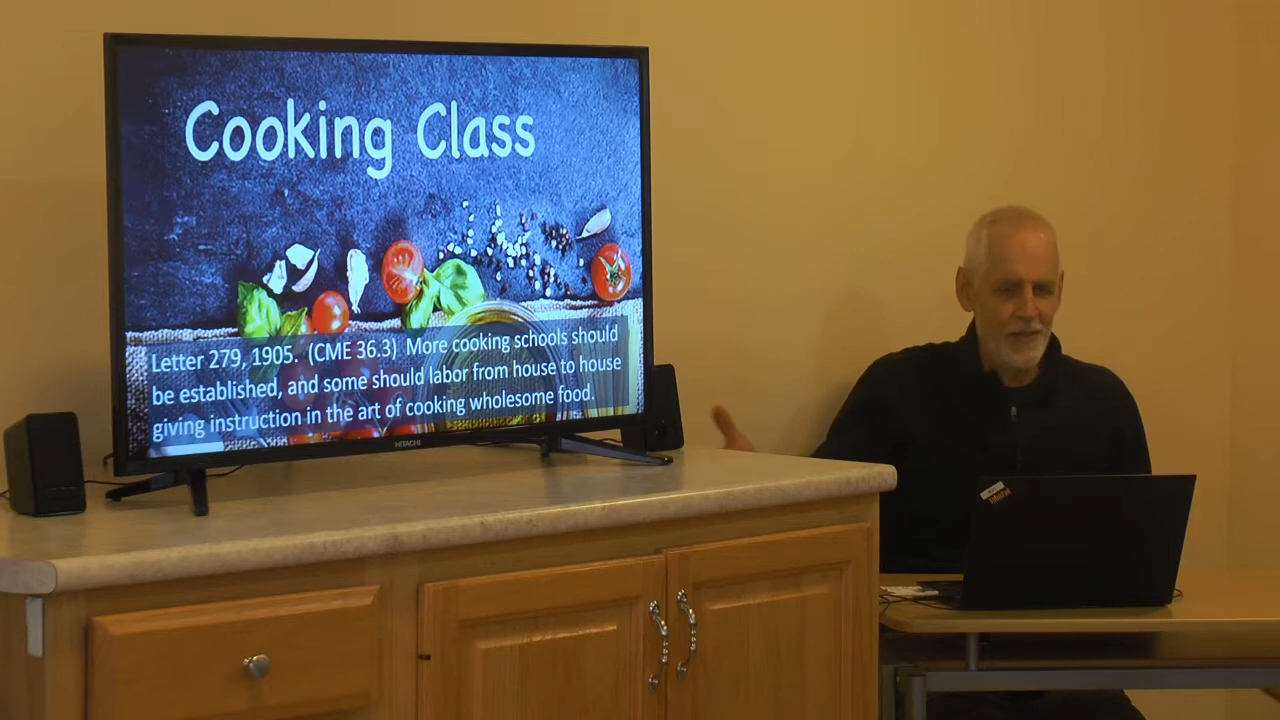 Cooking Class
Letter 279, 1905. (CME 36.3) More cooking schools should
be established, and some should labor from house to house
giving instruction in the art of cooking wholesome food.
HITACHI